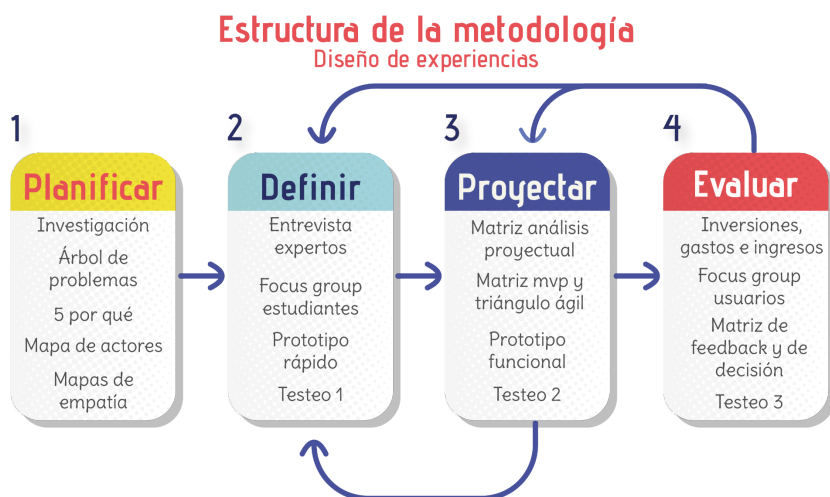 Estructura de la metodología
Diseño de experiencias
1
Planificar
Investigación
Árbol de
problemas
5 por qué
Mapa de actores
Mapas de
empatía
2
Definir
Entrevista
expertos
Focus group
estudiantes
Prototipo
rápido
Testeo 1
3
Proyectar
Matriz análisis
proyectual
Matriz mvp y
triángulo ágil
Prototipo
funcional
Testeo 2
4
Evaluar
Inversiones,
gastos e ingresos
Focus group
usuarios
Matriz de
feedback y de
decisión
Testeo 3